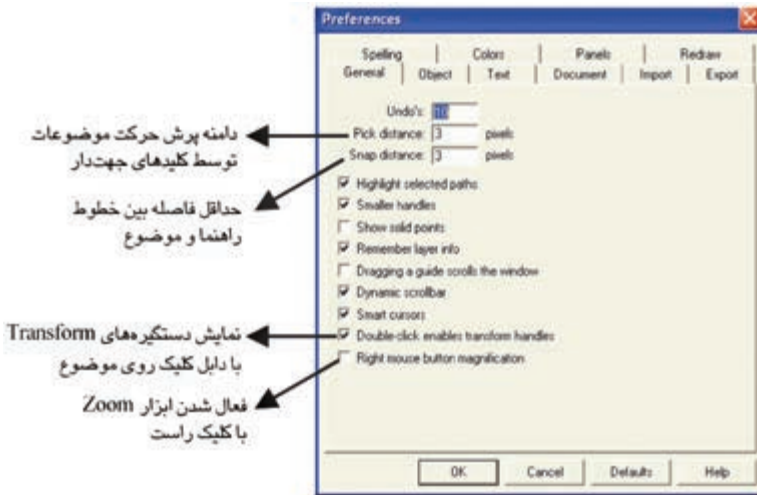 Preferences
Spelling Colors Panels Redraw
General Object Text Document Import Export
Undo's: 10
Pick distance: 3 pixels
Snap distance: 3 pixels
Highlight selected paths
Smaller handles
Show solid points
Remember layer info
Dragging a guide scrolls the window
Dynamic scrollbar
Smart cursors
Double-click enables transform handles
Right mouse button magnification
OK Cancel Defaults Help
دامنه پرش حرکت موضوعات
توسط کلیدهای جهت‌دار
حداقل فاصله بین خطوط
راهنما و موضوع
نمایش دستگیره‌های Transform
با دابل کلیک روی موضوع
فعال شدن ابزار Zoom
با کلیک راست